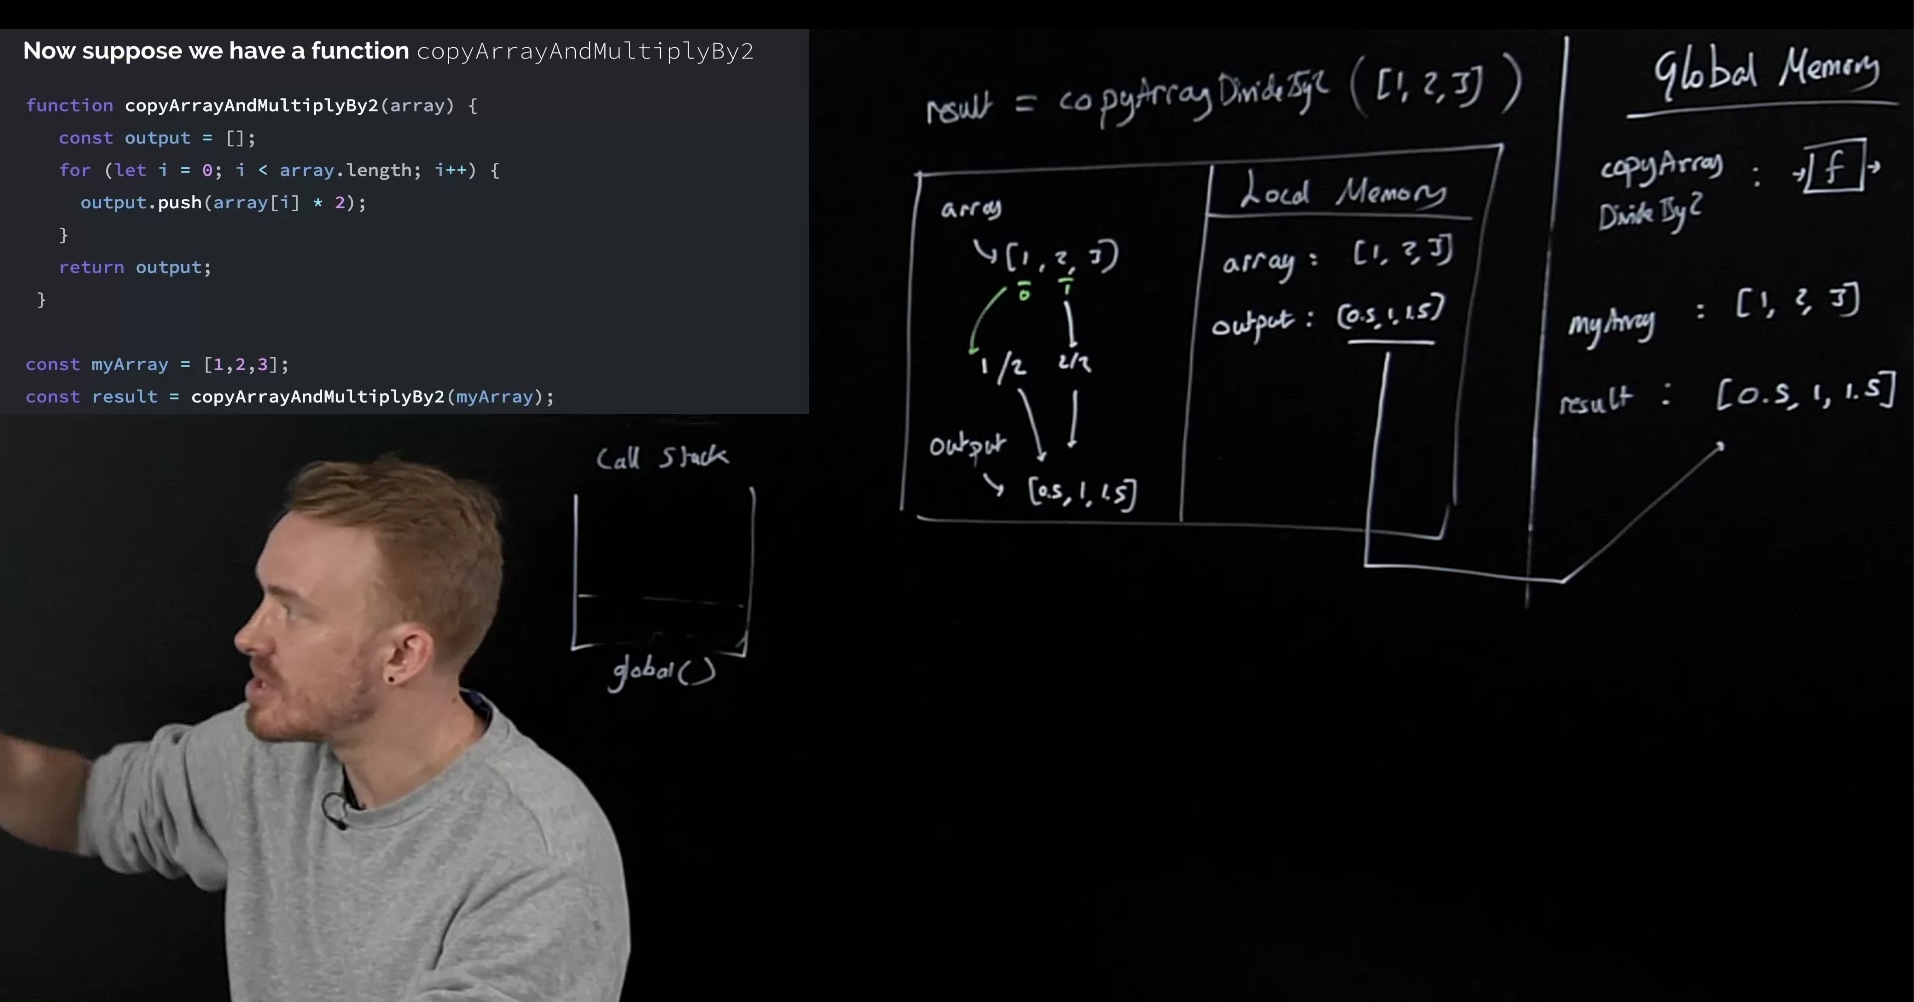 Now suppose we have a function copyArrayAndMultiplyBy2
function copyArrayAndMultiplyBy2(array) {
const output = [];
for (let i = 0; i < array.length; i++) {
output.push(array[i] * 2);
}
return output;
}
const myArray = [1,2,3];
const result = copyArrayAndMultiplyBy2(myArray);
Call Stack
global()
result = copyArrayDivideBy2 ([1, 2, 3])
array
[1, 2, 3]
0 1
1/2 2/2
output
[0.5, 1, 1.5]
Local Memory
array : [1, 2, 3]
output : [0.5, 1, 1.5]
Global Memory
copyArray
DivideBy2 : f
myArray : [1, 2, 3]
result : [0.5, 1, 1.5]